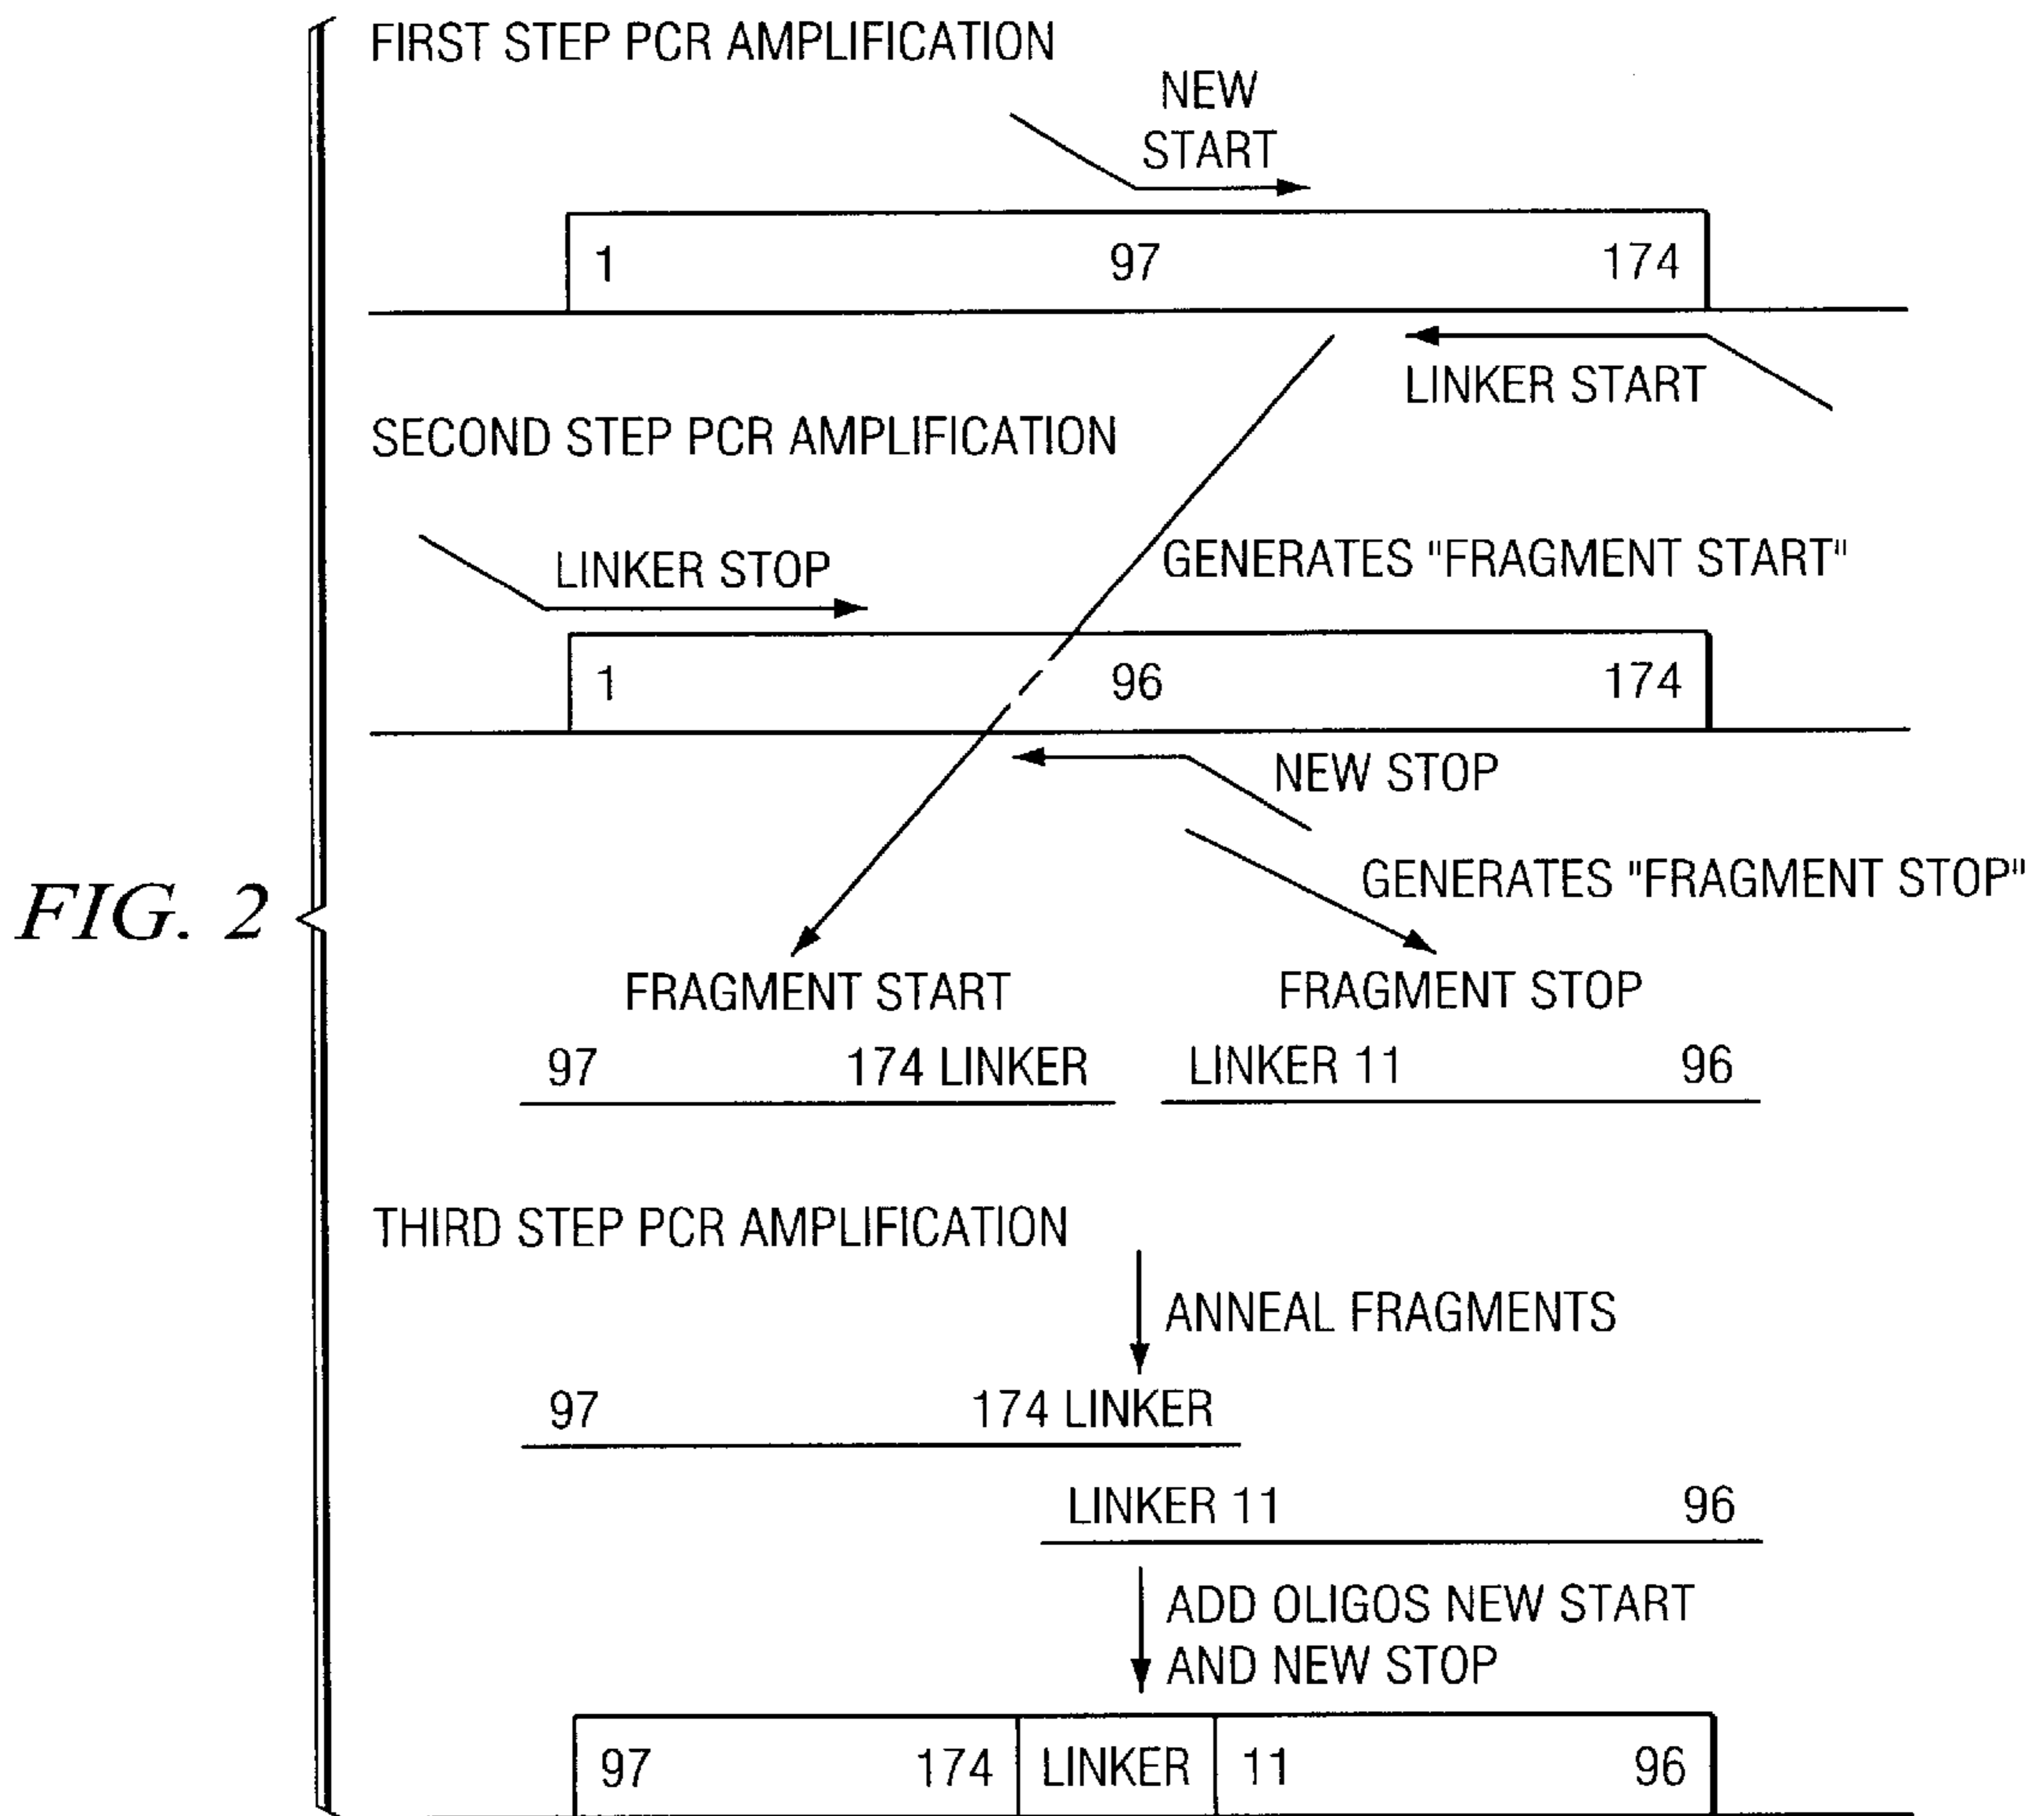 FIRST STEP PCR AMPLIFICATION
NEW
START
1 97 174
LINKER START
SECOND STEP PCR AMPLIFICATION
GENERATES "FRAGMENT START"
LINKER STOP
1 96 174
NEW STOP
GENERATES "FRAGMENT STOP"
FIG. 2
FRAGMENT START FRAGMENT STOP
97 174 LINKER LINKER 11 96
THIRD STEP PCR AMPLIFICATION
ANNEAL FRAGMENTS
97 174 LINKER
LINKER 11 96
ADD OLIGOS NEW START
AND NEW STOP
97 174 LINKER 11 96